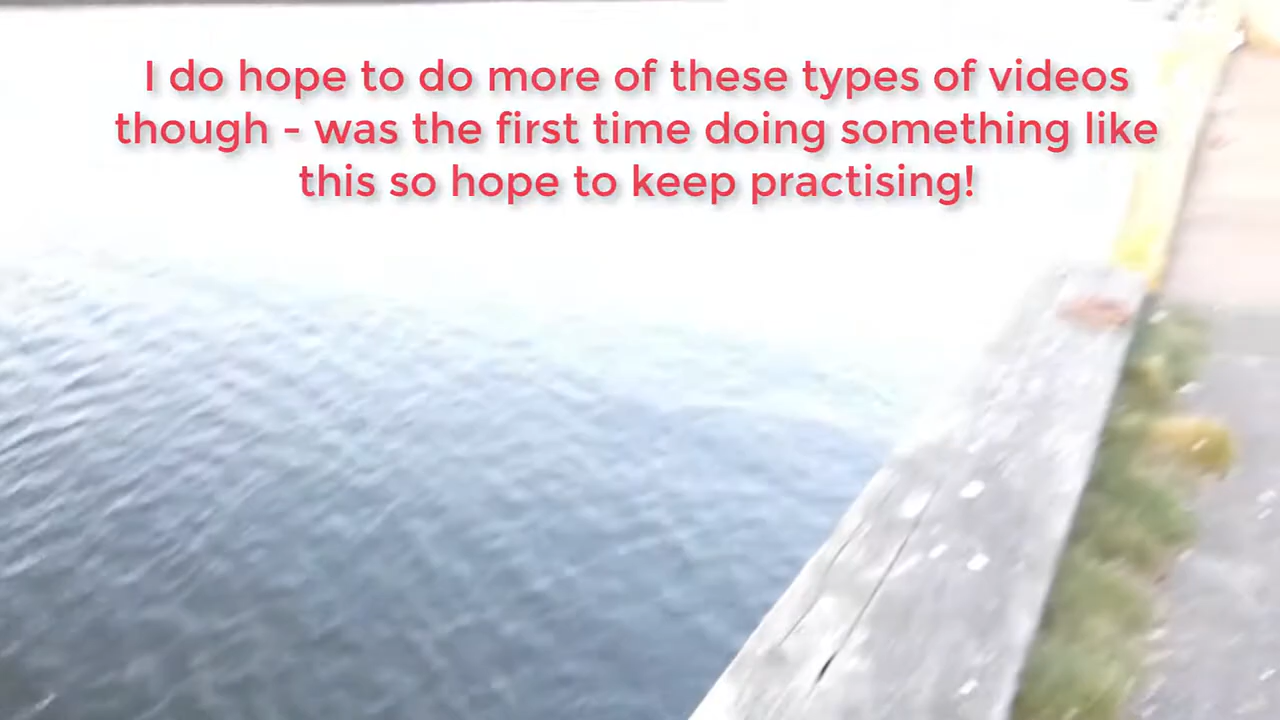 I do hope to do more of these types of videos
though - was the first time doing something like
this so hope to keep practising!